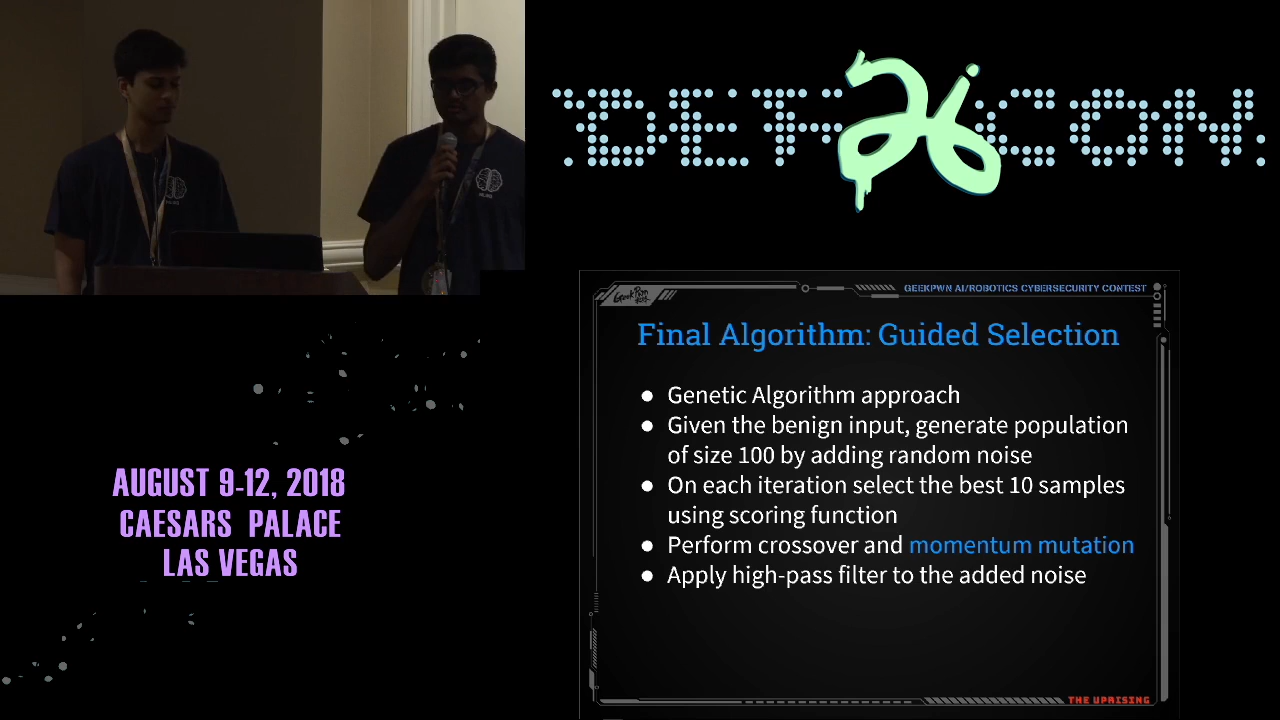 DEF CON
26
GEEKPWN AI/ROBOTICS CYBERSECURITY CONTEST
Final Algorithm: Guided Selection
● Genetic Algorithm approach
● Given the benign input, generate population
of size 100 by adding random noise
● On each iteration select the best 10 samples
using scoring function
● Perform crossover and momentum mutation
● Apply high-pass filter to the added noise
THE UPRISING
AUGUST 9-12, 2018
CAESARS PALACE
LAS VEGAS